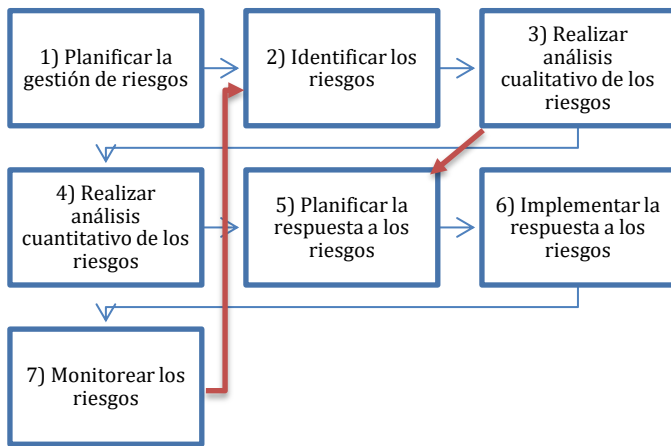 1) Planificar la
gestión de riesgos
2) Identificar los
riesgos
3) Realizar
análisis
cualitativo de los
riesgos
4) Realizar
análisis
cuantitativo de los
riesgos
5) Planificar la
respuesta a los
riesgos
6) Implementar la
respuesta a los
riesgos
7) Monitorear los
riesgos